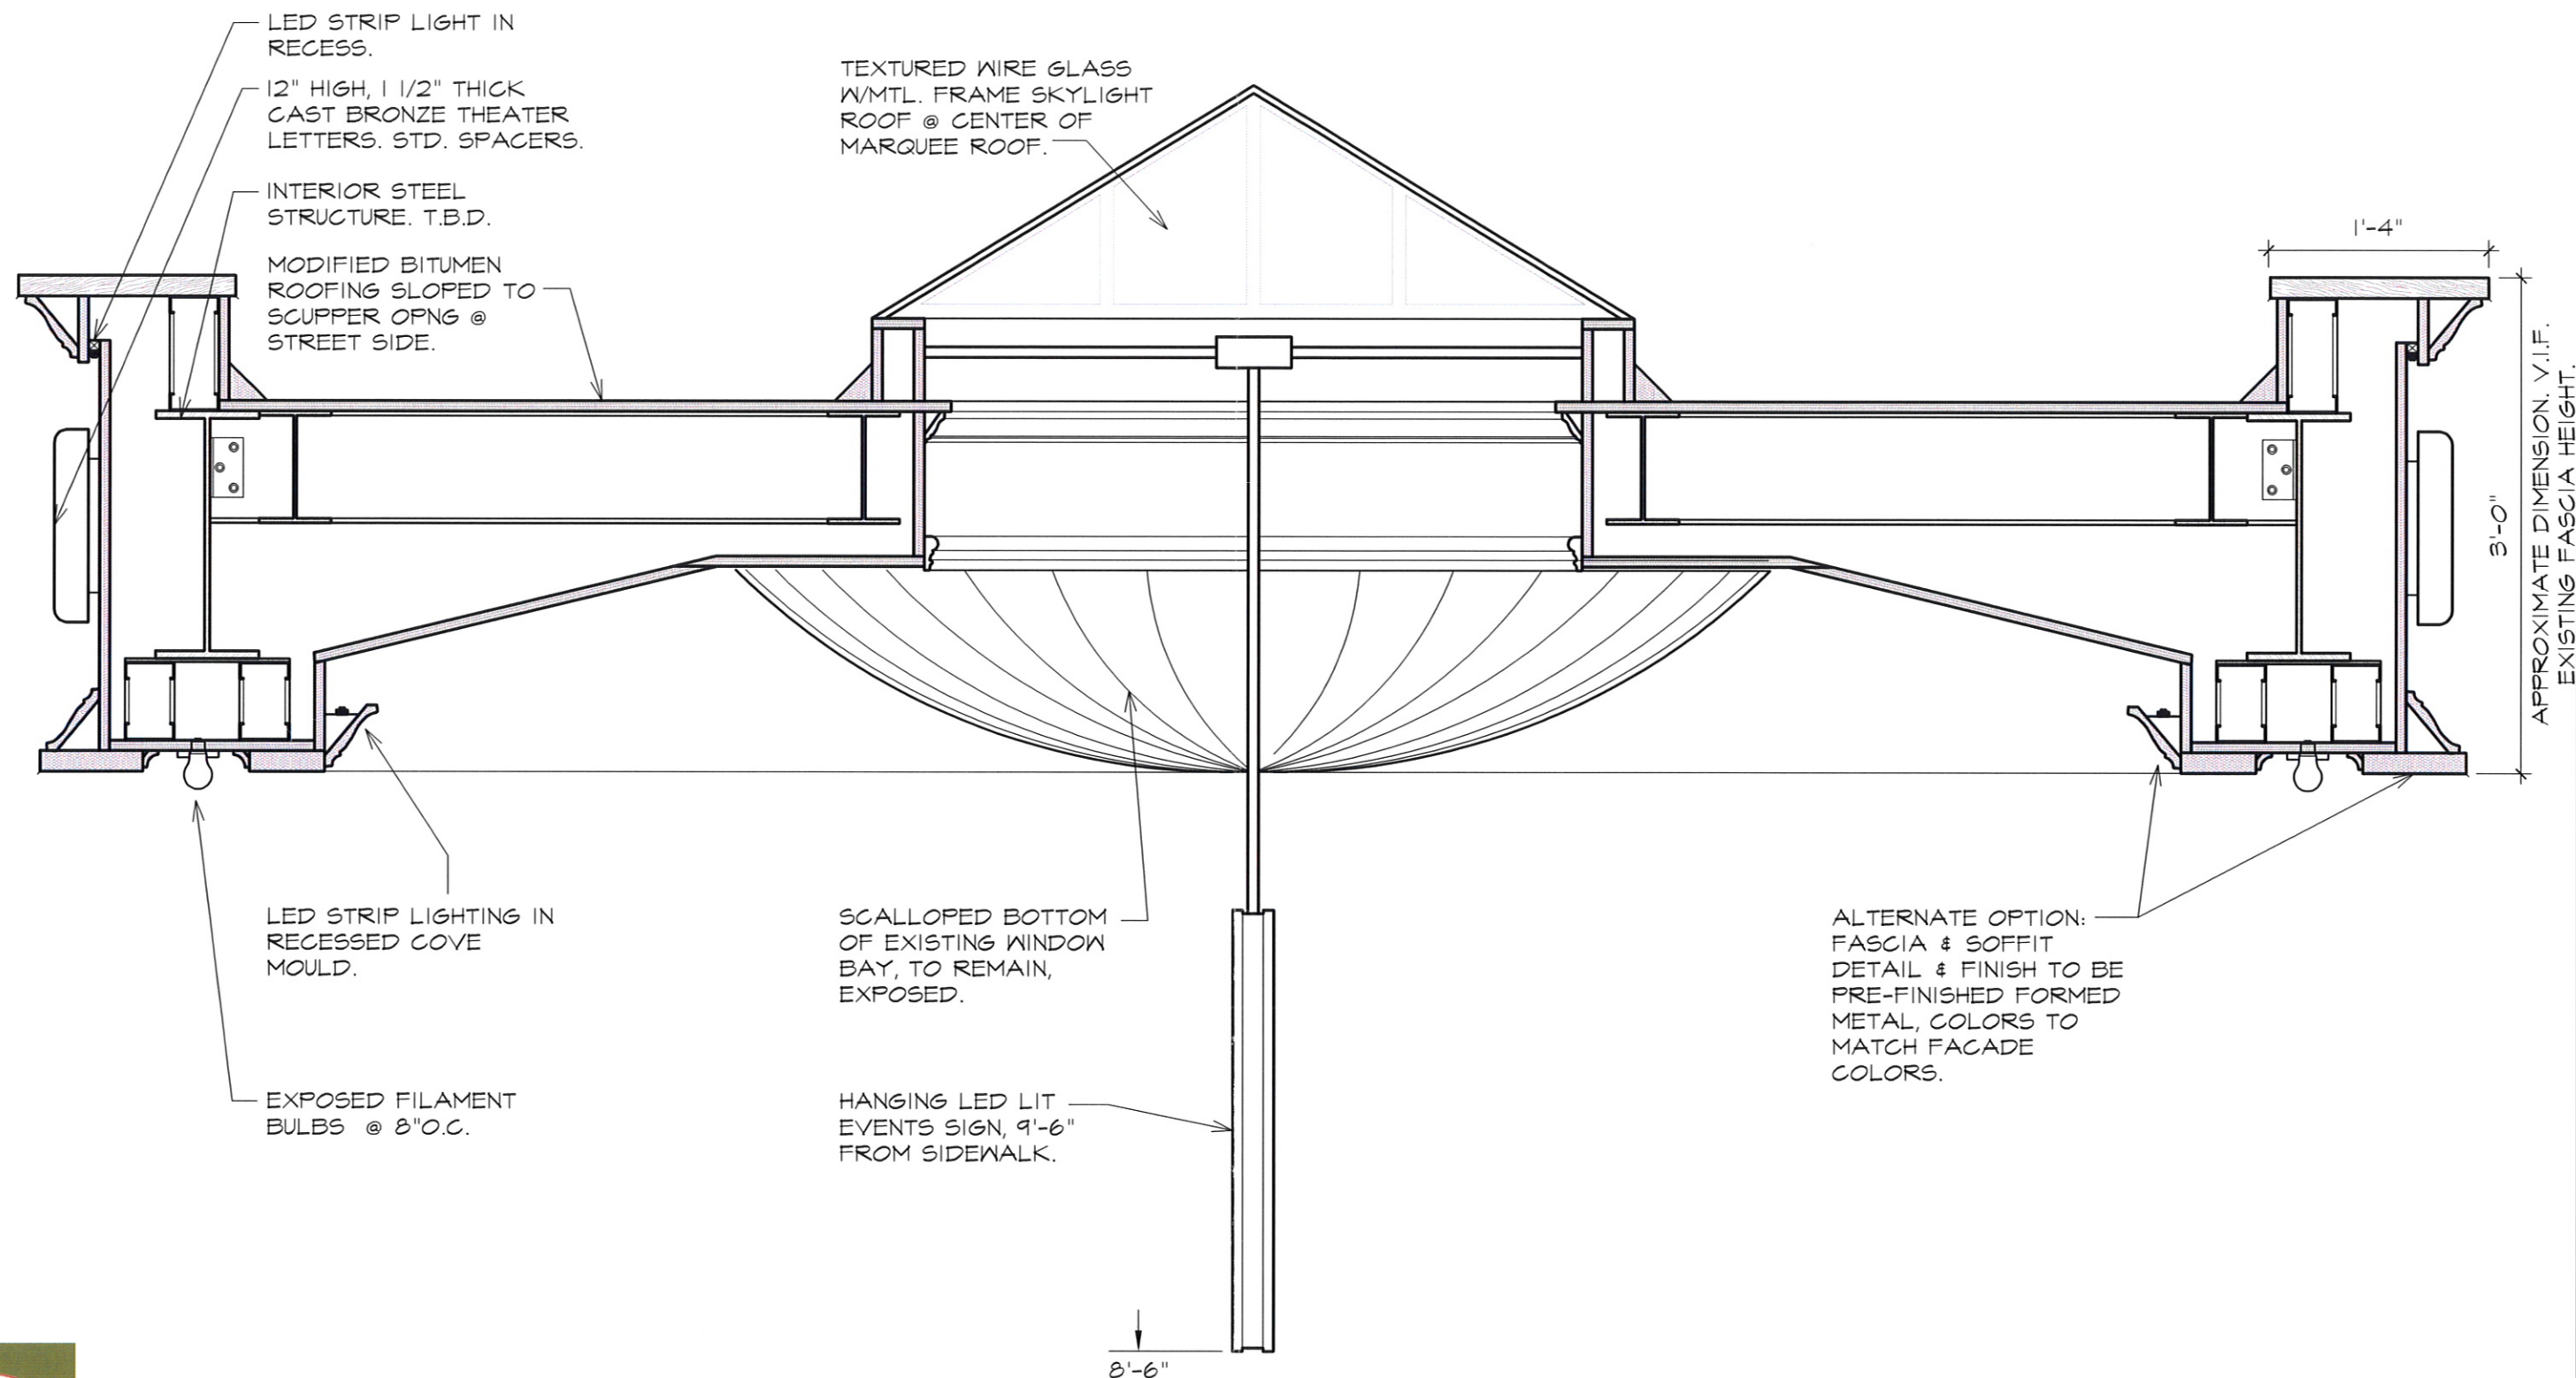 LED STRIP LIGHT IN
RECESS.
12" HIGH, 1 1/2" THICK
CAST BRONZE THEATER
LETTERS. STD. SPACERS.
INTERIOR STEEL
STRUCTURE. T.B.D.
MODIFIED BITUMEN
ROOFING SLOPED TO
SCUPPER OPNG @
STREET SIDE.
TEXTURED WIRE GLASS
W/MTL. FRAME SKYLIGHT
ROOF @ CENTER OF
MARQUEE ROOF.
1'-4"
3'-0"
APPROXIMATE DIMENSION. V.I.F.
EXISTING FASCIA HEIGHT.
LED STRIP LIGHTING IN
RECESSED COVE
MOULD.
EXPOSED FILAMENT
BULBS @ 8"O.C.
SCALLOPED BOTTOM
OF EXISTING WINDOW
BAY, TO REMAIN,
EXPOSED.
HANGING LED LIT
EVENTS SIGN, 9'-6"
FROM SIDEWALK.
8'-6"
ALTERNATE OPTION:
FASCIA & SOFFIT
DETAIL & FINISH TO BE
PRE-FINISHED FORMED
METAL, COLORS TO
MATCH FACADE
COLORS.